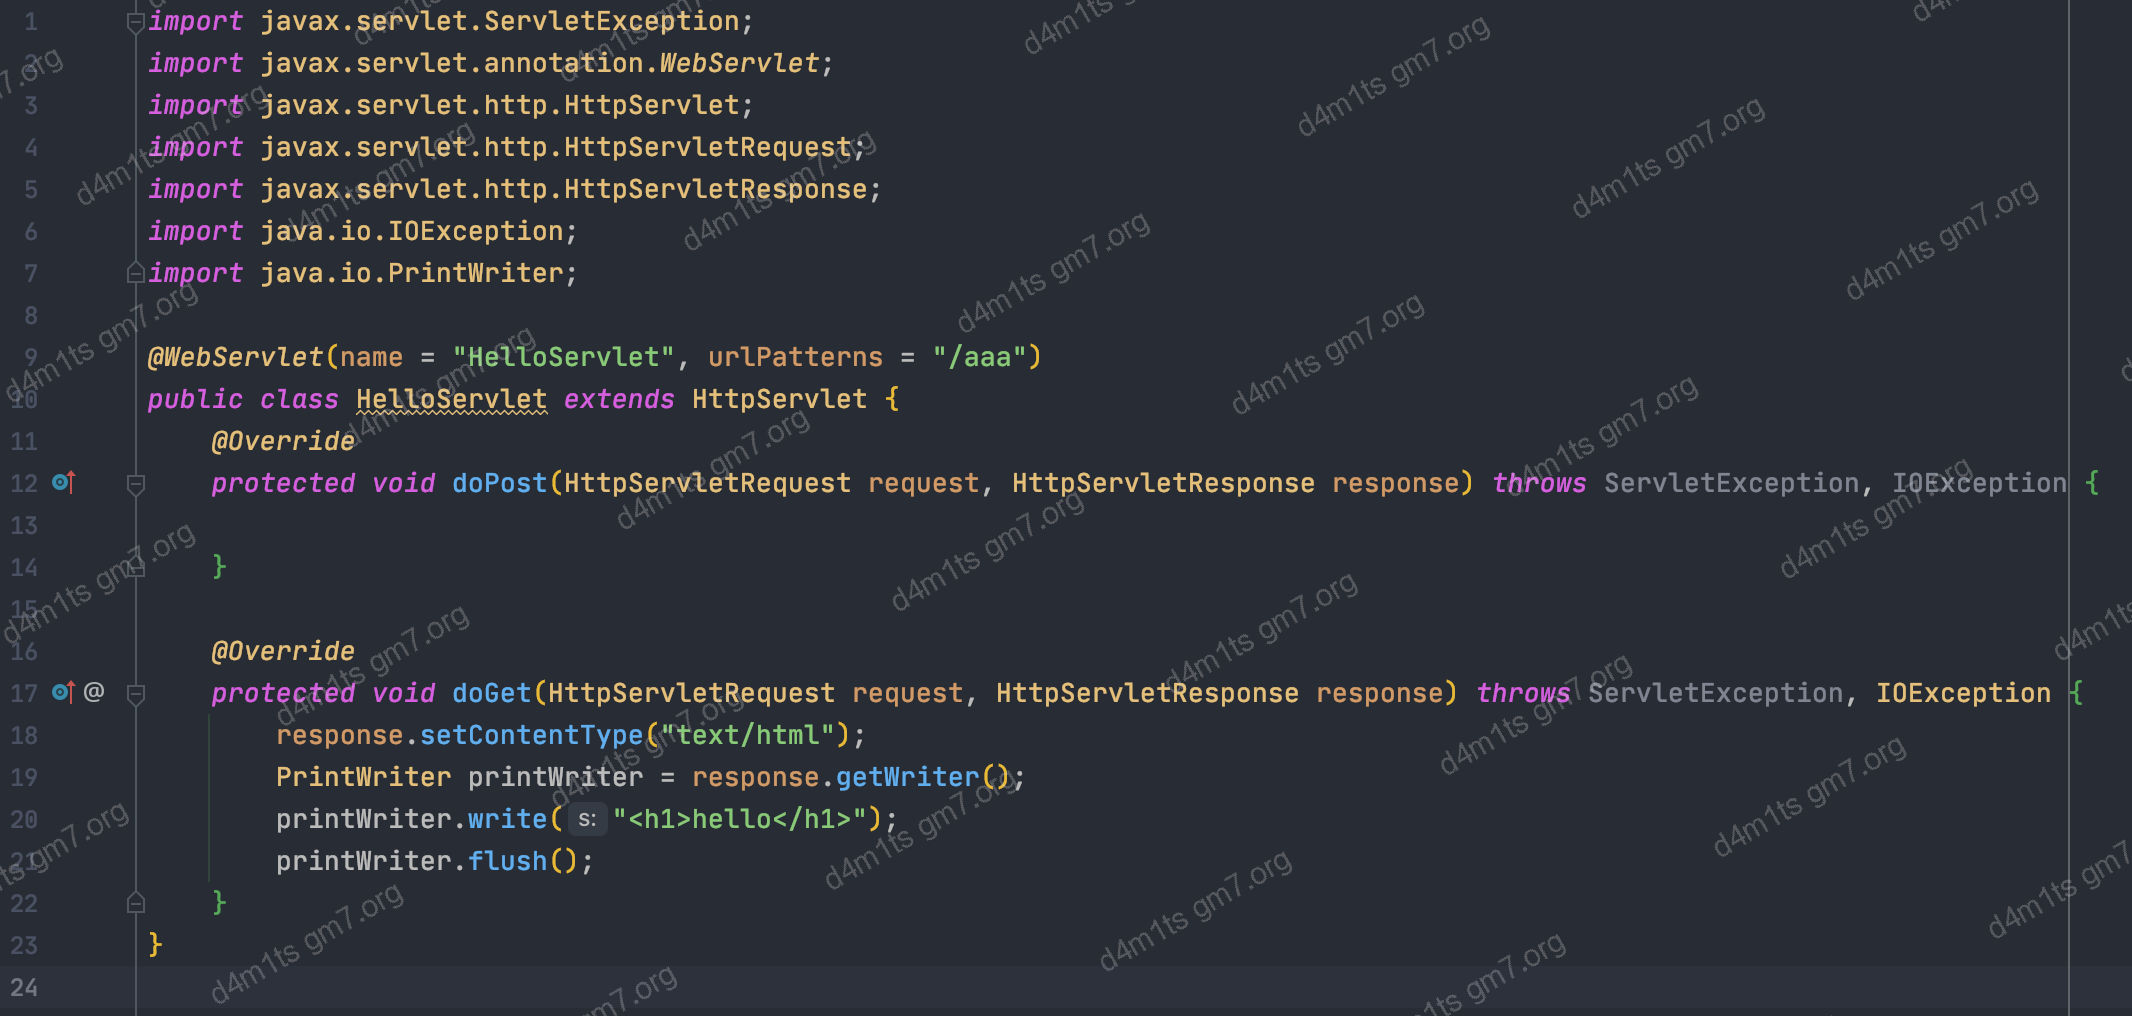 1 import javax.servlet.ServletException;
2 import javax.servlet.annotation.WebServlet;
3 import javax.servlet.http.HttpServlet;
4 import javax.servlet.http.HttpServletRequest;
5 import javax.servlet.http.HttpServletResponse;
6 import java.io.IOException;
7 import java.io.PrintWriter;
8
9 @WebServlet(name = "HelloServlet", urlPatterns = "/aaa")
10 public class HelloServlet extends HttpServlet {
11     @Override
12     protected void doPost(HttpServletRequest request, HttpServletResponse response) throws ServletException, IOException {
13
14     }
15
16     @Override
17 @     protected void doGet(HttpServletRequest request, HttpServletResponse response) throws ServletException, IOException {
18         response.setContentType("text/html");
19         PrintWriter printWriter = response.getWriter();
20         printWriter.write( s: "<h1>hello</h1>");
21         printWriter.flush();
22     }
23 }
24
d4m1ts gm7.org